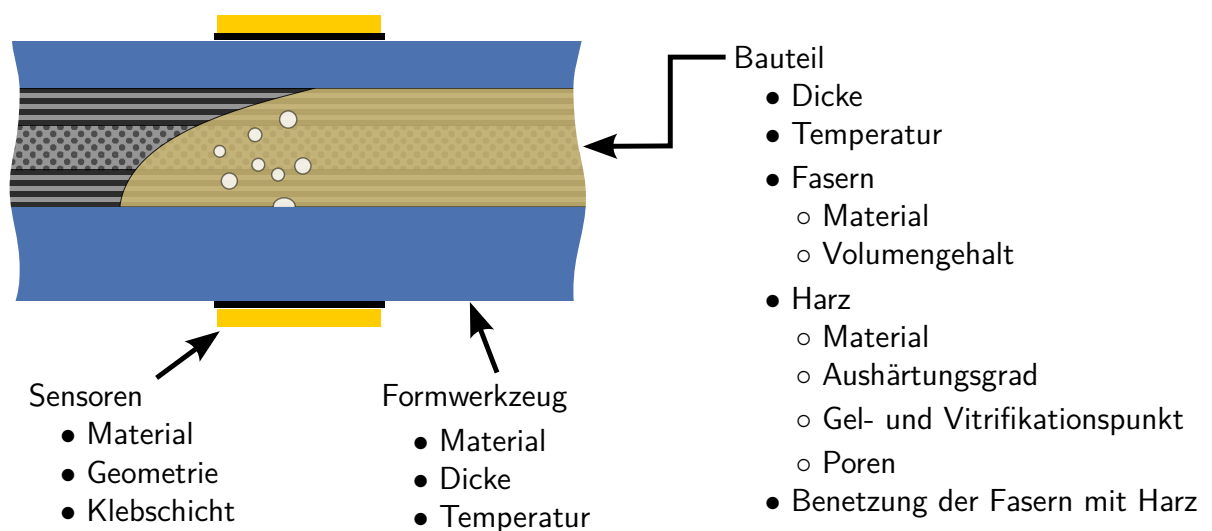 Bauteil
• Dicke
• Temperatur
• Fasern
○ Material
○ Volumengehalt
• Harz
○ Material
○ Aushärtungsgrad
○ Gel- und Vitrifikationspunkt
○ Poren
• Benetzung der Fasern mit Harz
Sensoren
• Material
• Geometrie
• Klebschicht
Formwerkzeug
• Material
• Dicke
• Temperatur